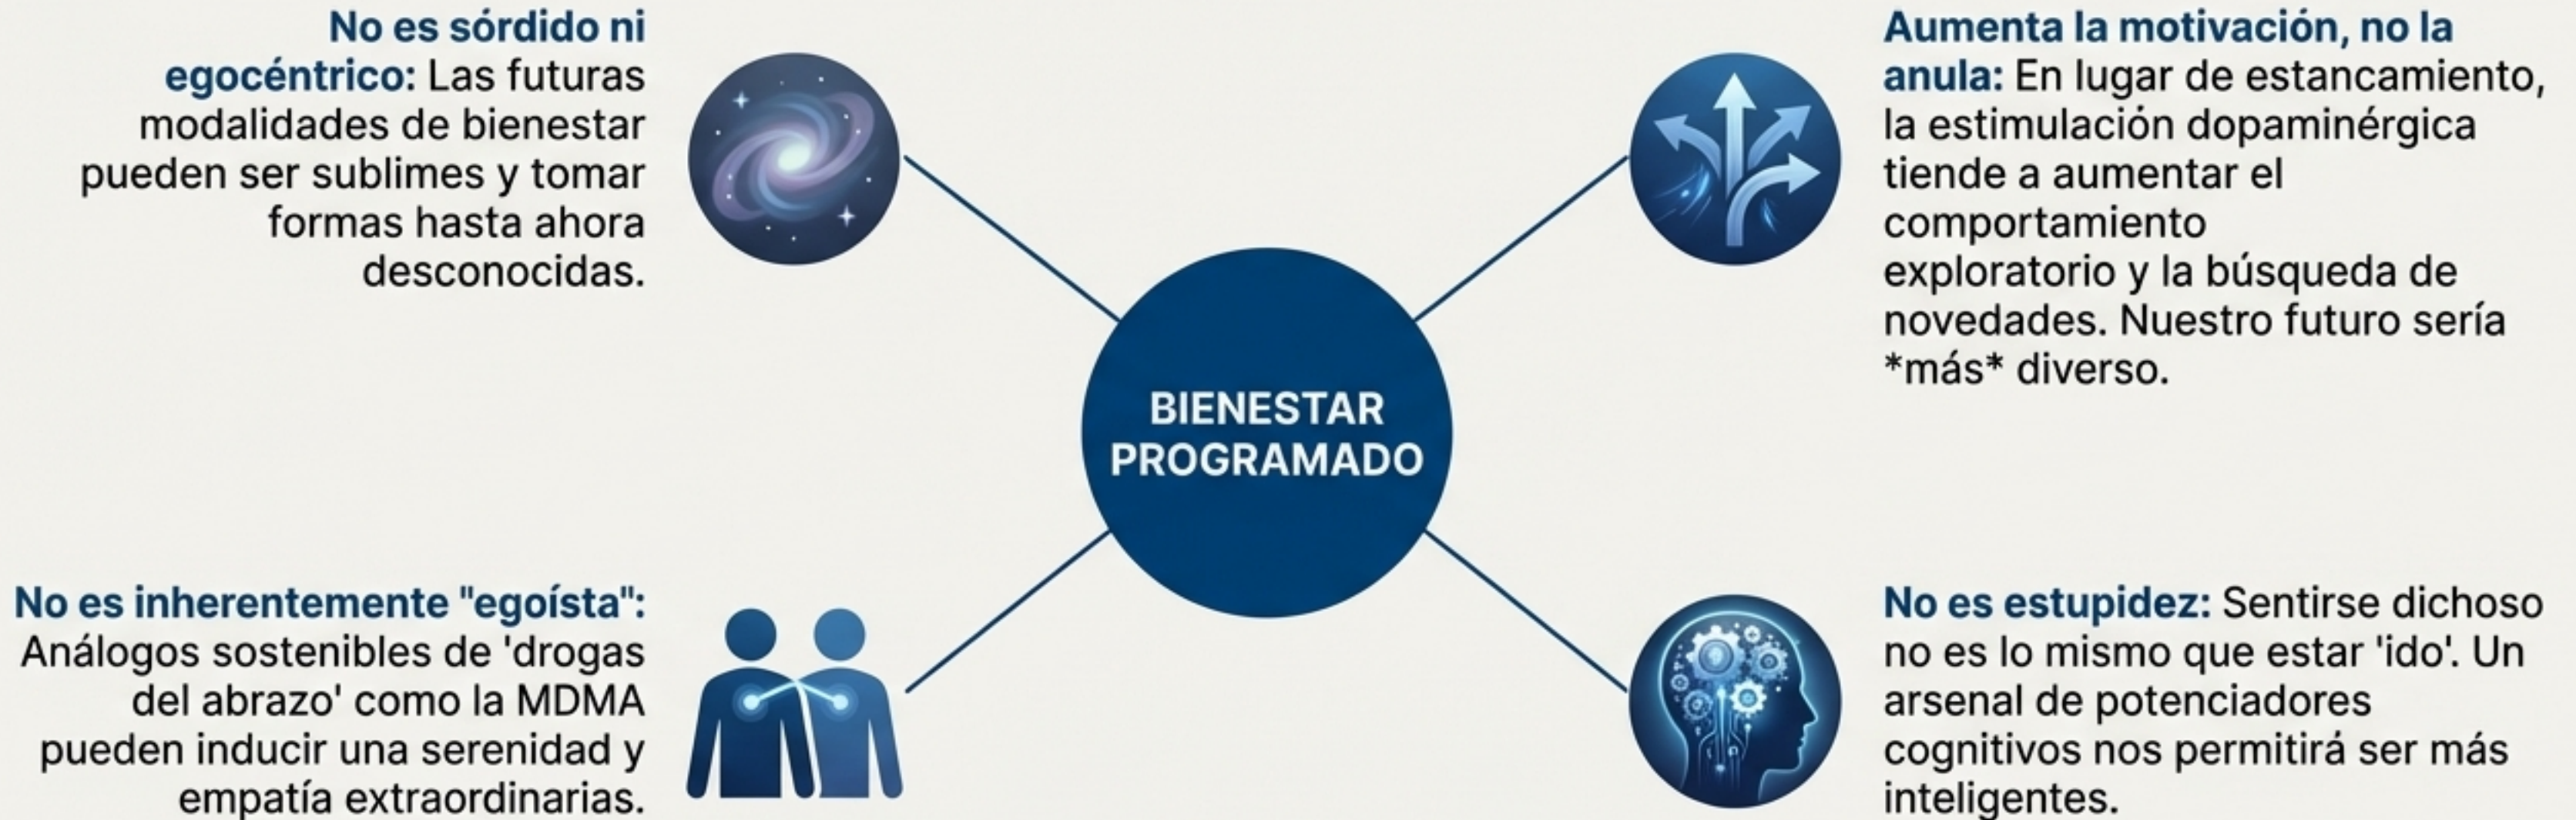 No es sórdido ni
egocéntrico: Las futuras
modalidades de bienestar
pueden ser sublimes y tomar
formas hasta ahora
desconocidas.
Aumenta la motivación, no la
anula: En lugar de estancamiento,
la estimulación dopaminérgica
tiende a aumentar el
comportamiento
exploratorio y la búsqueda de
novedades. Nuestro futuro sería
*más* diverso.
BIENESTAR
PROGRAMADO
No es inherentemente "egoísta":
Análogos sostenibles de 'drogas
del abrazo' como la MDMA
pueden inducir una serenidad y
empatía extraordinarias.
No es estupidez: Sentirse dichoso
no es lo mismo que estar 'ido'. Un
arsenal de potenciadores
cognitivos nos permitirá ser más
inteligentes.